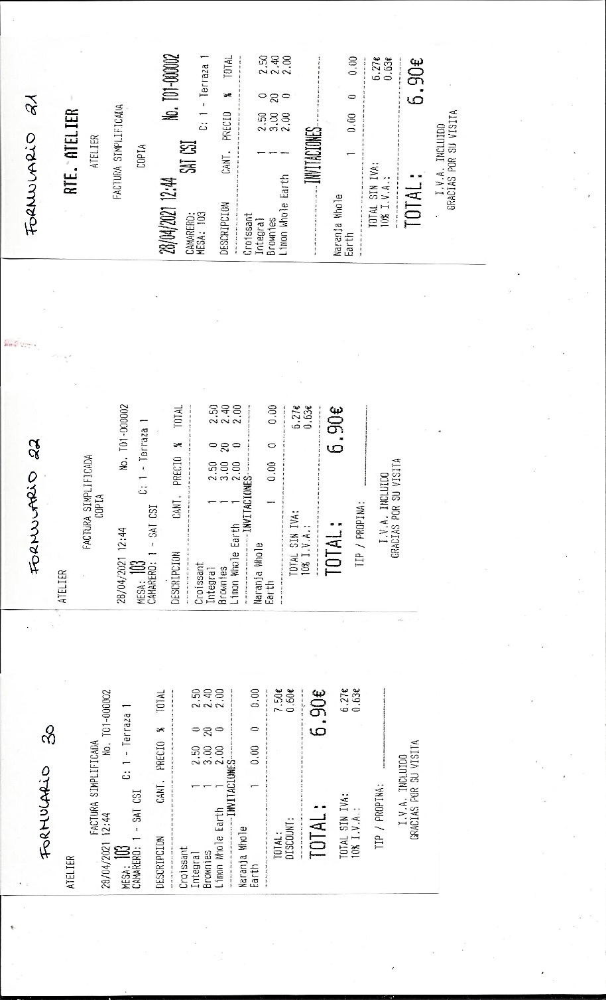 FORMULARIO 21
RTE. ATELIER
ATELIER
FACTURA SIMPLIFICADA
COPIA
28/04/2021 12:44 No. T01-000002
CAMARERO: SAT CSI
MESA: 103 C: 1 - Terraza 1
DESCRIPCION CANT. PRECIO % TOTAL
Croissant
Integral 1 2.50 0 2.50
Brownies 1 3.00 20 2.40
Limon Whole Earth 1 2.00 0 2.00
INVITACIONES
Naranja Whole
Earth 1 0.00 0 0.00
TOTAL SIN IVA: 6.27€
10% I.V.A.: 0.63€
TOTAL: 6.90€
I.V.A. INCLUIDO
GRACIAS POR SU VISITA
FORMULARIO 22
ATELIER
FACTURA SIMPLIFICADA
COPIA
28/04/2021 12:44 No. T01-000002
MESA: 103 C: 1 - Terraza 1
CAMARERO: 1 - SAT CSI
DESCRIPCION CANT. PRECIO % TOTAL
Croissant
Integral 1 2.50 0 2.50
Brownies 1 3.00 20 2.40
Limon Whole Earth 1 2.00 0 2.00
INVITACIONES
Naranja Whole
Earth 1 0.00 0 0.00
TOTAL SIN IVA: 6.27€
10% I.V.A.: 0.63€
TOTAL: 6.90€
TIP / PROPINA:
I.V.A. INCLUIDO
GRACIAS POR SU VISITA
FORMULARIO 30
ATELIER
FACTURA SIMPLIFICADA
28/04/2021 12:44 No. T01-000002
MESA: 103 C: 1 - Terraza 1
CAMARERO: 1 - SAT CSI
DESCRIPCION CANT. PRECIO % TOTAL
Croissant
Integral 1 2.50 0 2.50
Brownies 1 3.00 20 2.40
Limon Whole Earth 1 2.00 0 2.00
INVITACIONES
Naranja Whole
Earth 1 0.00 0 0.00
TOTAL: 7.50€
DISCOUNT: 0.60€
TOTAL: 6.90€
TOTAL SIN IVA: 6.27€
10% I.V.A.: 0.63€
TIP / PROPINA:
I.V.A. INCLUIDO
GRACIAS POR SU VISITA